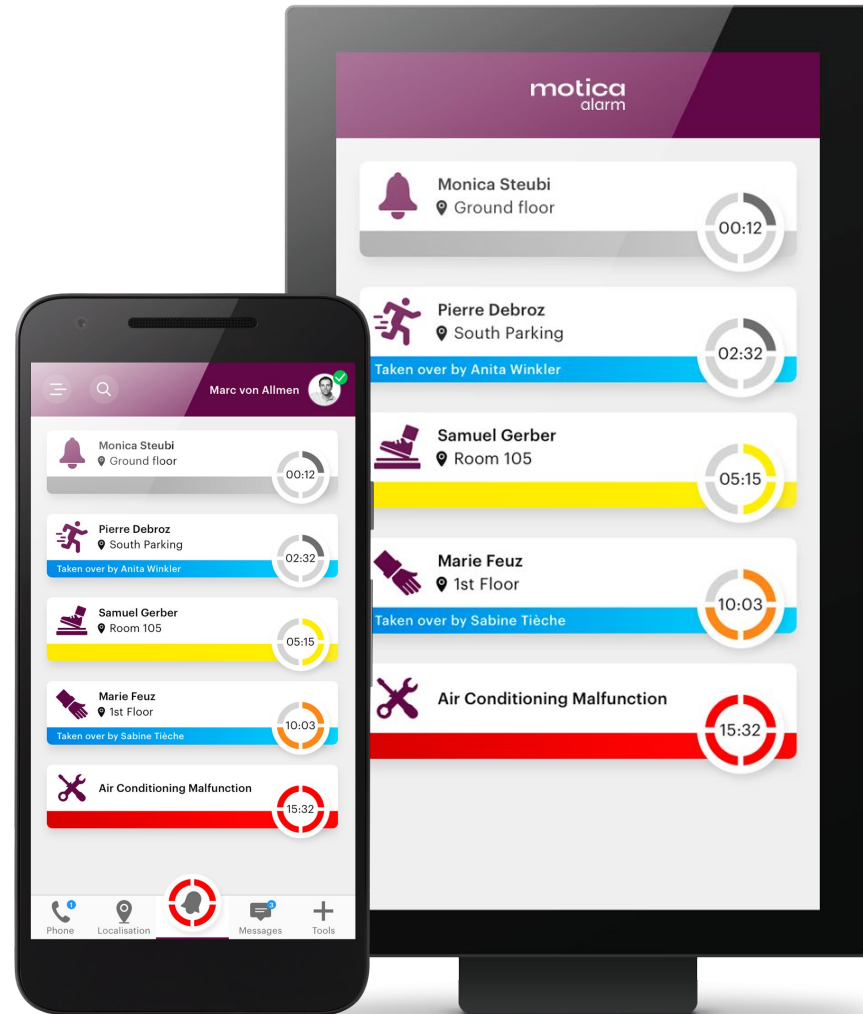 motica
alarm
Monica Steubi
Ground floor
00:12
Pierre Debroz
South Parking
02:32
Taken over by Anita Winkler
Samuel Gerber
Room 105
05:15
Marie Feuz
1st Floor
10:03
Taken over by Sabine Tièche
Air Conditioning Malfunction
15:32
Marc von Allmen
Monica Steubi
Ground floor
00:12
Pierre Debroz
South Parking
02:32
Taken over by Anita Winkler
Samuel Gerber
Room 105
05:15
Marie Feuz
1st Floor
10:03
Taken over by Sabine Tièche
Air Conditioning Malfunction
15:32
1
3
Phone
Localisation
Messages
Tools